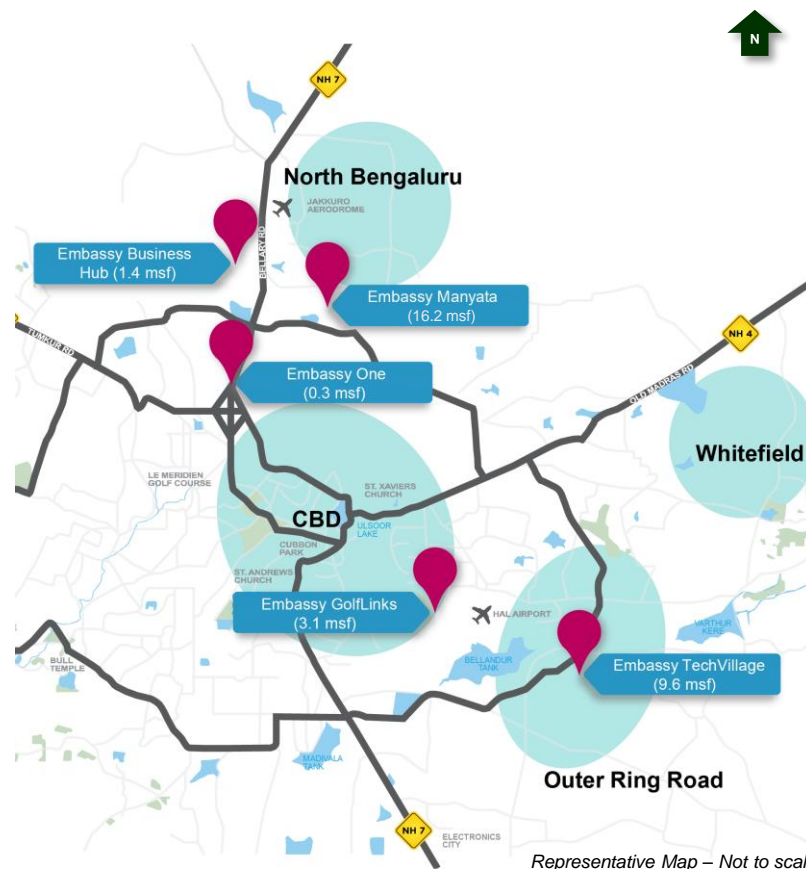 N
NH 7
North Bengaluru
JAKKURO
AERODROME
BELLARY RD
Embassy Business
Hub (1.4 msf)
Embassy Manyata
(16.2 msf)
TUMKUR RD
NH 4
Embassy One
(0.3 msf)
OLD MADRAS RD
Whitefield
LE MERIDIEN
GOLF COURSE
ST. XAVIERS
CHURCH
CBD
ULSOOR
LAKE
CUBBON
PARK
ST. ANDREWS
CHURCH
Embassy GolfLinks
(3.1 msf)
HAL AIRPORT
VARTHUR
KERE
BULL
TEMPLE
BELLANDUR
TANK
Embassy TechVillage
(9.6 msf)
MADIVALA
TANK
Outer Ring Road
NH 7
ELECTRONICS
CITY
Representative Map – Not to scal